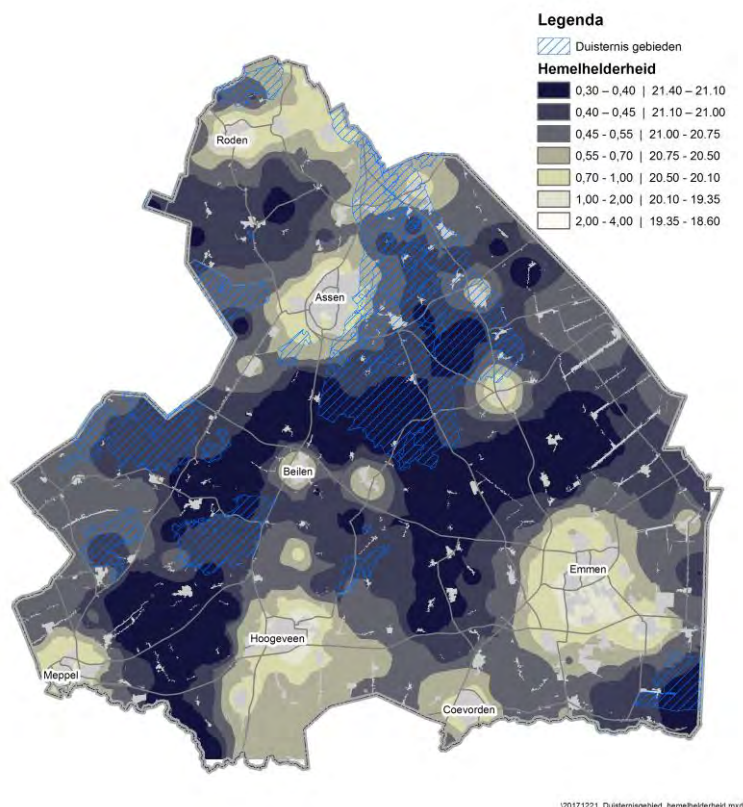 Legenda
Duisternis gebieden
Hemelhelderheid
0,30 – 0,40 | 21.40 – 21.10
0,40 – 0,45 | 21.10 – 21.00
0,45 – 0,55 | 21.00 - 20.75
0,55 - 0,70 | 20.75 - 20.50
0,70 - 1,00 | 20.50 - 20.10
1,00 - 2,00 | 20.10 - 19.35
2,00 - 4,00 | 19.35 - 18.60
Roden
Assen
Beilen
Emmen
Hoogeveen
Meppel
Coevorden
\20171221_Duisternisgebied_hemelhelderheid.mxd